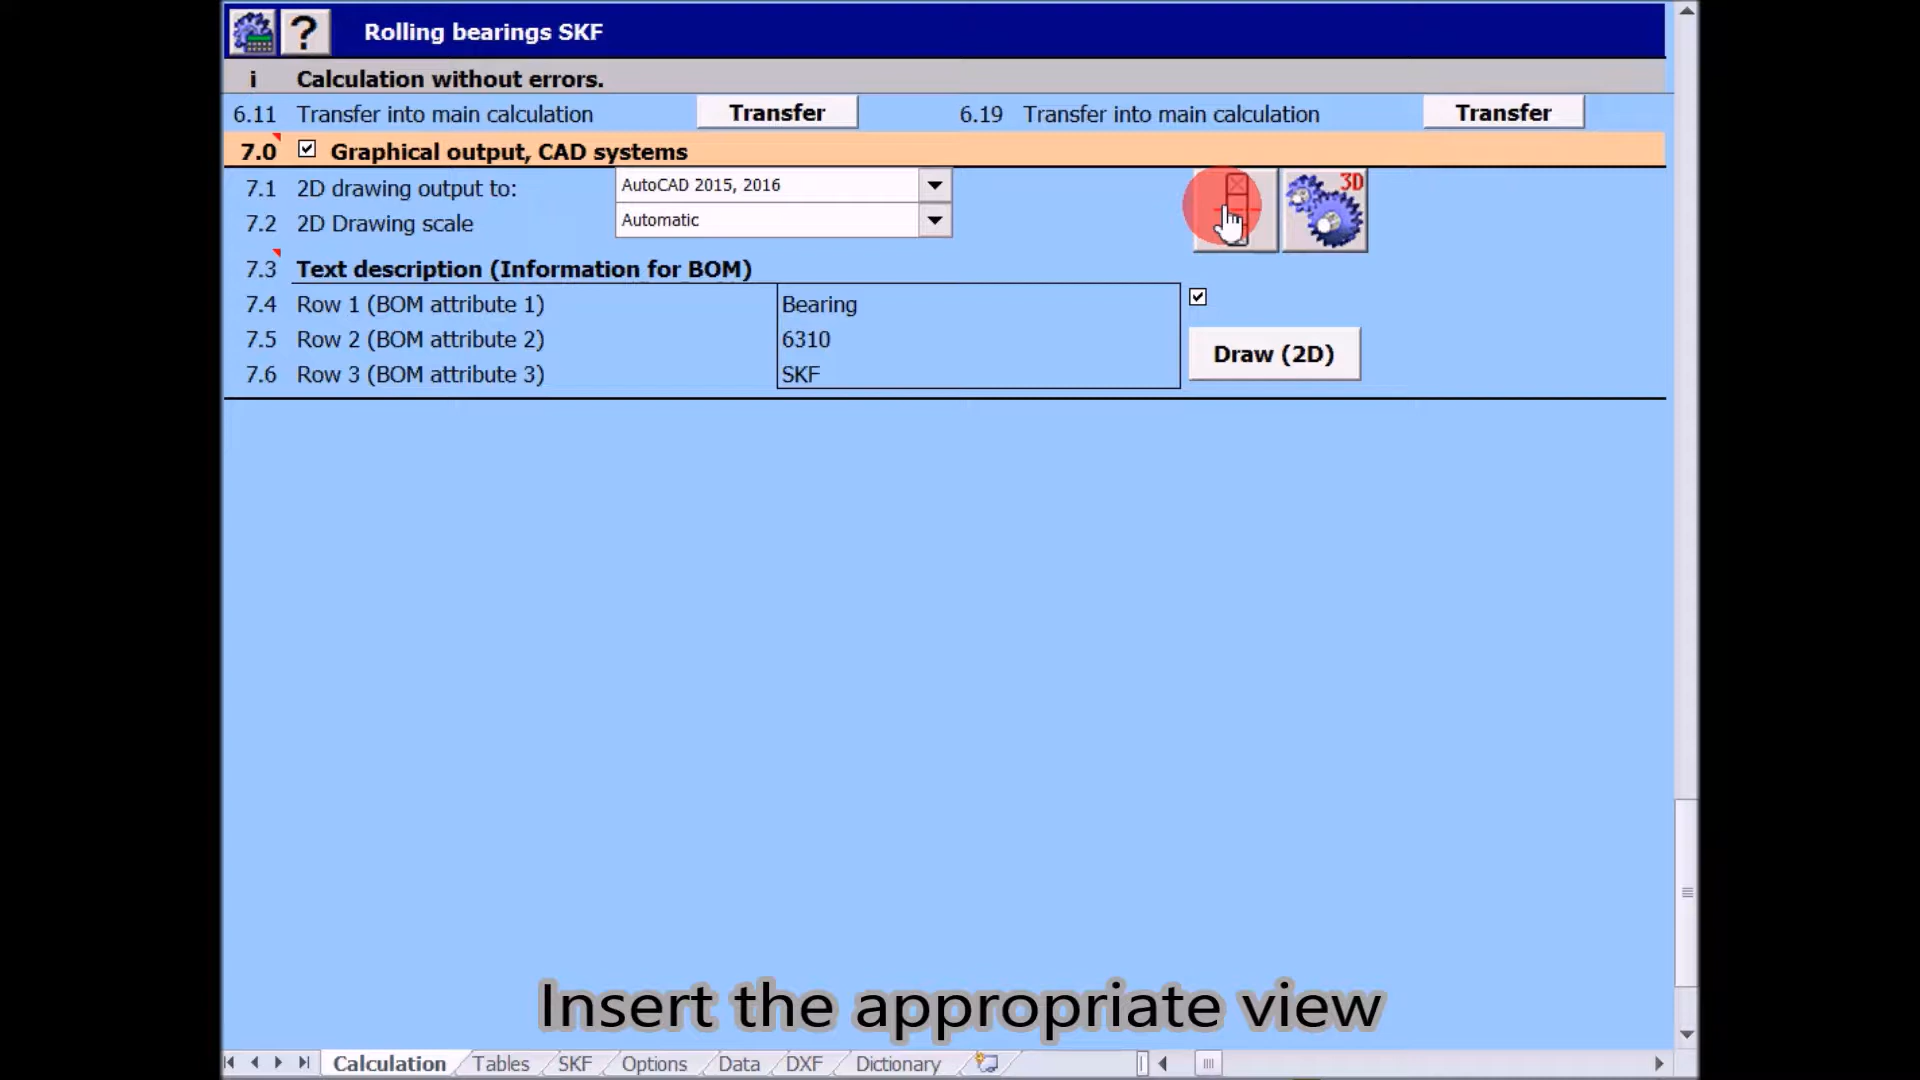 ? Rolling bearings SKF
i Calculation without errors.
6.11 Transfer into main calculation Transfer 6.19 Transfer into main calculation Transfer
7.0 Graphical output, CAD systems
7.1 2D drawing output to: AutoCAD 2015, 2016 3D
7.2 2D Drawing scale Automatic
7.3 Text description (Information for BOM)
7.4 Row 1 (BOM attribute 1) Bearing
7.5 Row 2 (BOM attribute 2) 6310 Draw (2D)
7.6 Row 3 (BOM attribute 3) SKF
Insert the appropriate view
Calculation Tables SKF Options Data DXF Dictionary